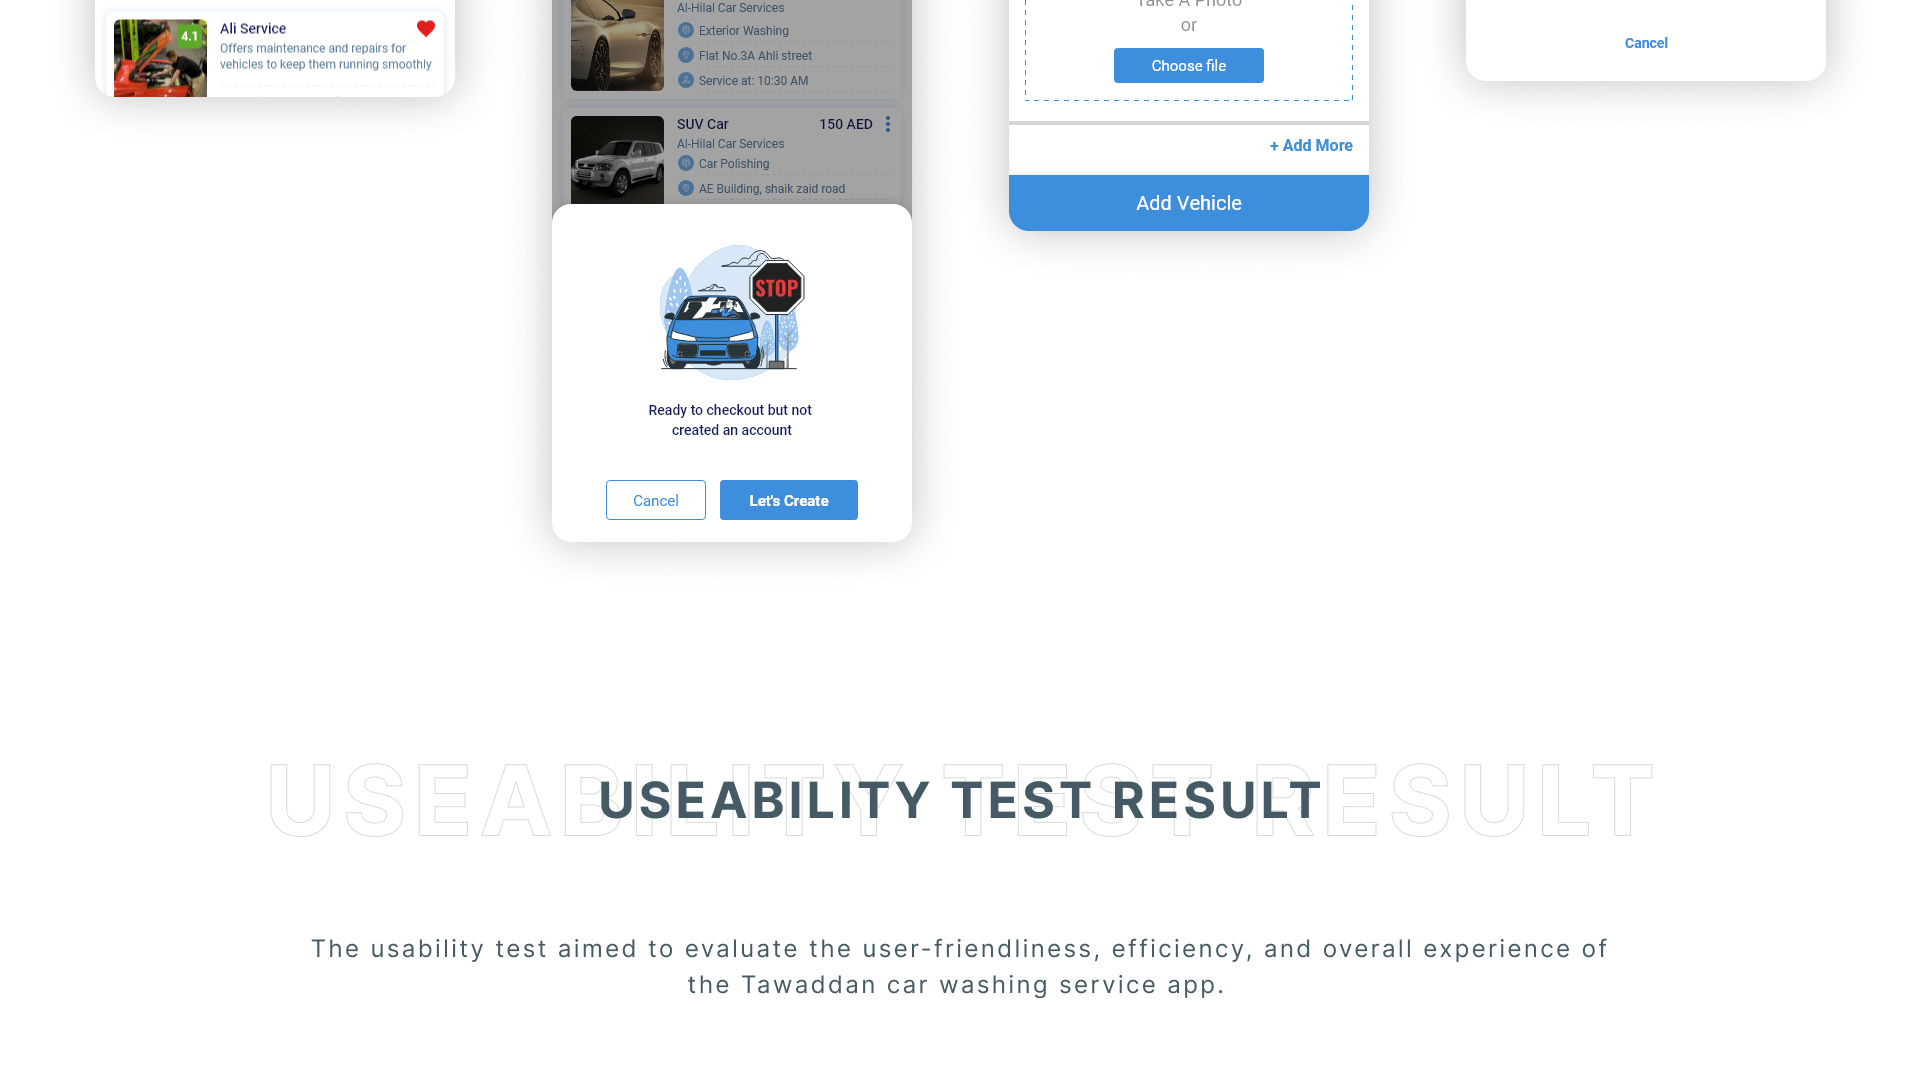 4.1
Ali Service
Offers maintenance and repairs for
vehicles to keep them running smoothly
Al-Hilal Car Services
Exterior Washing
Flat No.3A Ahli street
Service at: 10:30 AM
SUV Car
150 AED
Al-Hilal Car Services
Car Polishing
AE Building, shaik zaid road
STOP
Ready to checkout but not
created an account
Cancel
Let's Create
Take A Photo
or
Choose file
+ Add More
Add Vehicle
Cancel
USEABILITY TEST RESULT
USEABILITY TEST RESULT
The usability test aimed to evaluate the user-friendliness, efficiency, and overall experience of
the Tawaddan car washing service app.